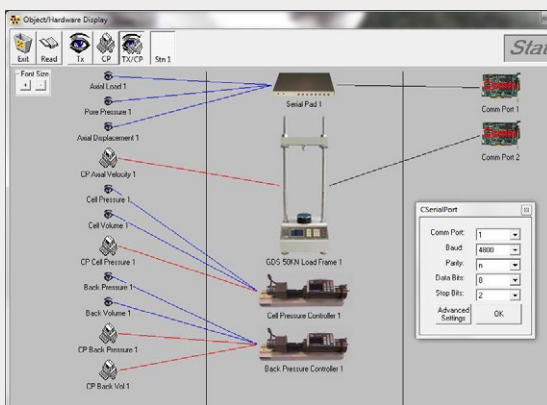 Object/Hardware Display
Exit
Read
Tx
CP
TX/CP
Stn 1
Stat
Font Size
+
-
Axial Load 1
Pore Pressure 1
Axial Displacement 1
CP Axial Velocity 1
Cell Pressure 1
Cell Volume 1
CP Cell Pressure 1
Back Pressure 1
Back Volume 1
CP Back Pressure 1
CP Back Vol 1
Serial Pad 1
GDS 50KN Load Frame 1
Cell Pressure Controller 1
Back Pressure Controller 1
Comm Port 1
Comm Port 2
CSerialPort
Comm Port: 1
Baud: 4800
Parity: n
Data Bits: 8
Stop Bits: 2
Advanced
Settings
OK